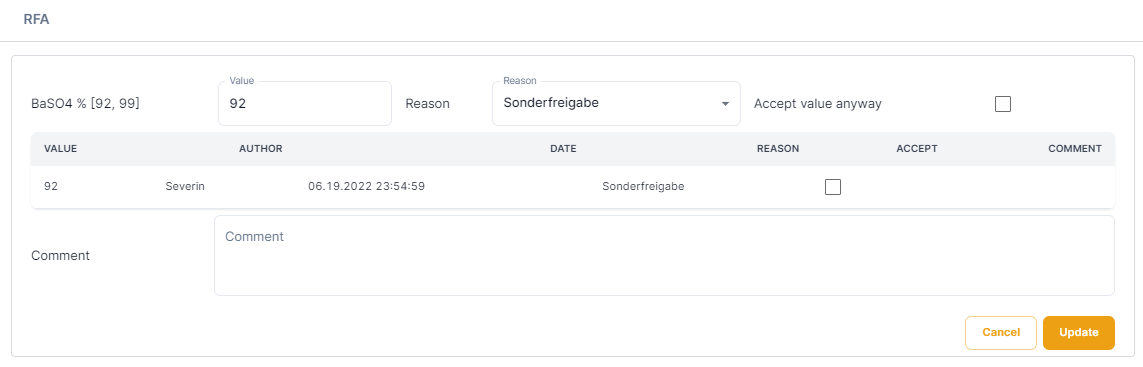 RFA
Value
Reason
BaSO4 % [92, 99] 92 Reason Sonderfreigabe Accept value anyway
VALUE AUTHOR DATE REASON ACCEPT COMMENT
92 Severin 06.19.2022 23:54:59 Sonderfreigabe
Comment
Comment
Cancel Update